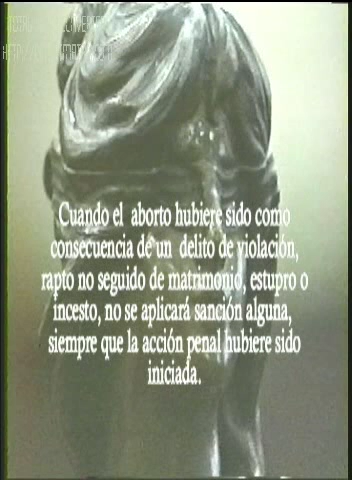 Cuando el aborto hubiere sido como
consecuencia de un delito de violación,
rapto no seguido de matrimonio, estupro o
incesto, no se aplicará sanción alguna,
siempre que la acción penal hubiere sido
iniciada.